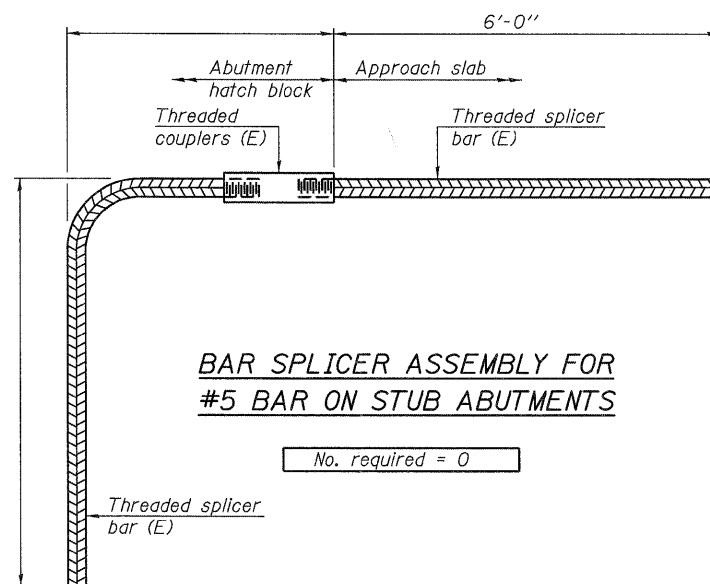 6'-0"
Abutment
hatch block
Approach slab
Threaded
couplers (E)
Threaded splicer
bar (E)
BAR SPLICER ASSEMBLY FOR
#5 BAR ON STUB ABUTMENTS
No. required = 0
Threaded splicer
bar (E)